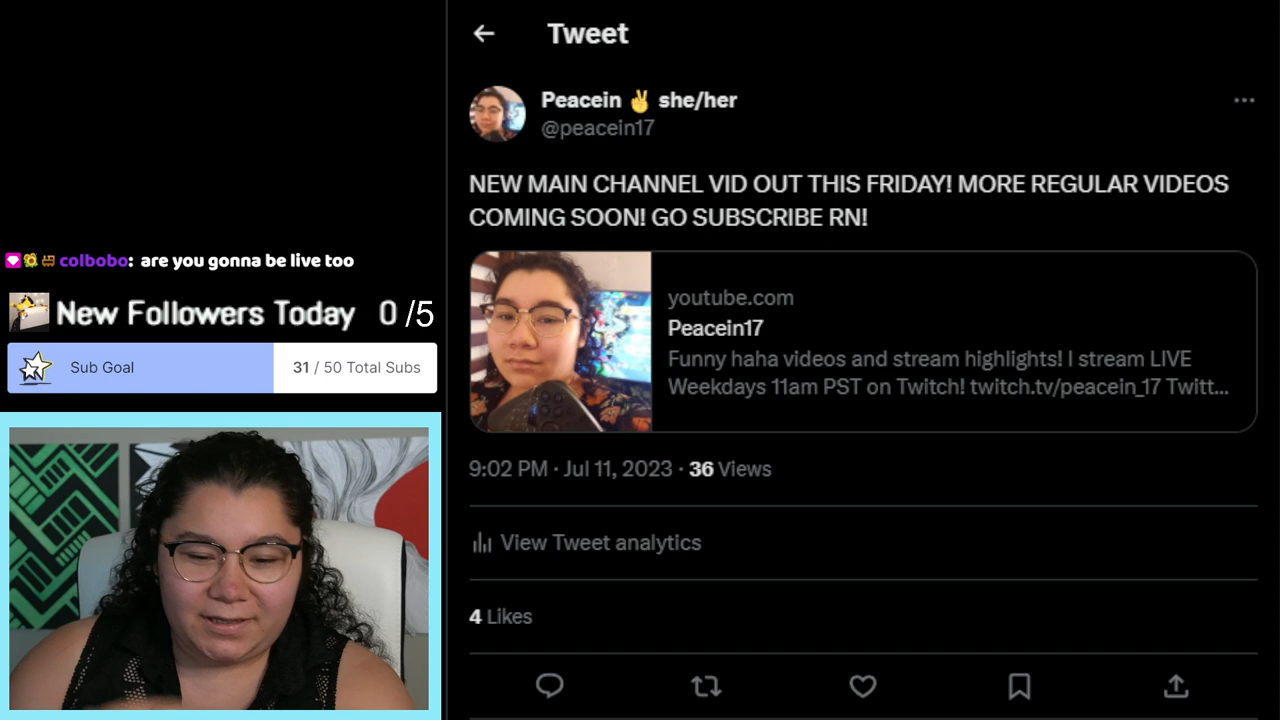 Tweet
Peacein ✌ she/her
@peacein17
NEW MAIN CHANNEL VID OUT THIS FRIDAY! MORE REGULAR VIDEOS
COMING SOON! GO SUBSCRIBE RN!
youtube.com
Peacein17
Funny haha videos and stream highlights! I stream LIVE
Weekdays 11am PST on Twitch! twitch.tv/peacein_17 Twitt...
9:02 PM · Jul 11, 2023 · 36 Views
View Tweet analytics
4 Likes
colbobo: are you gonna be live too
New Followers Today 0 /5
Sub Goal 31 / 50 Total Subs